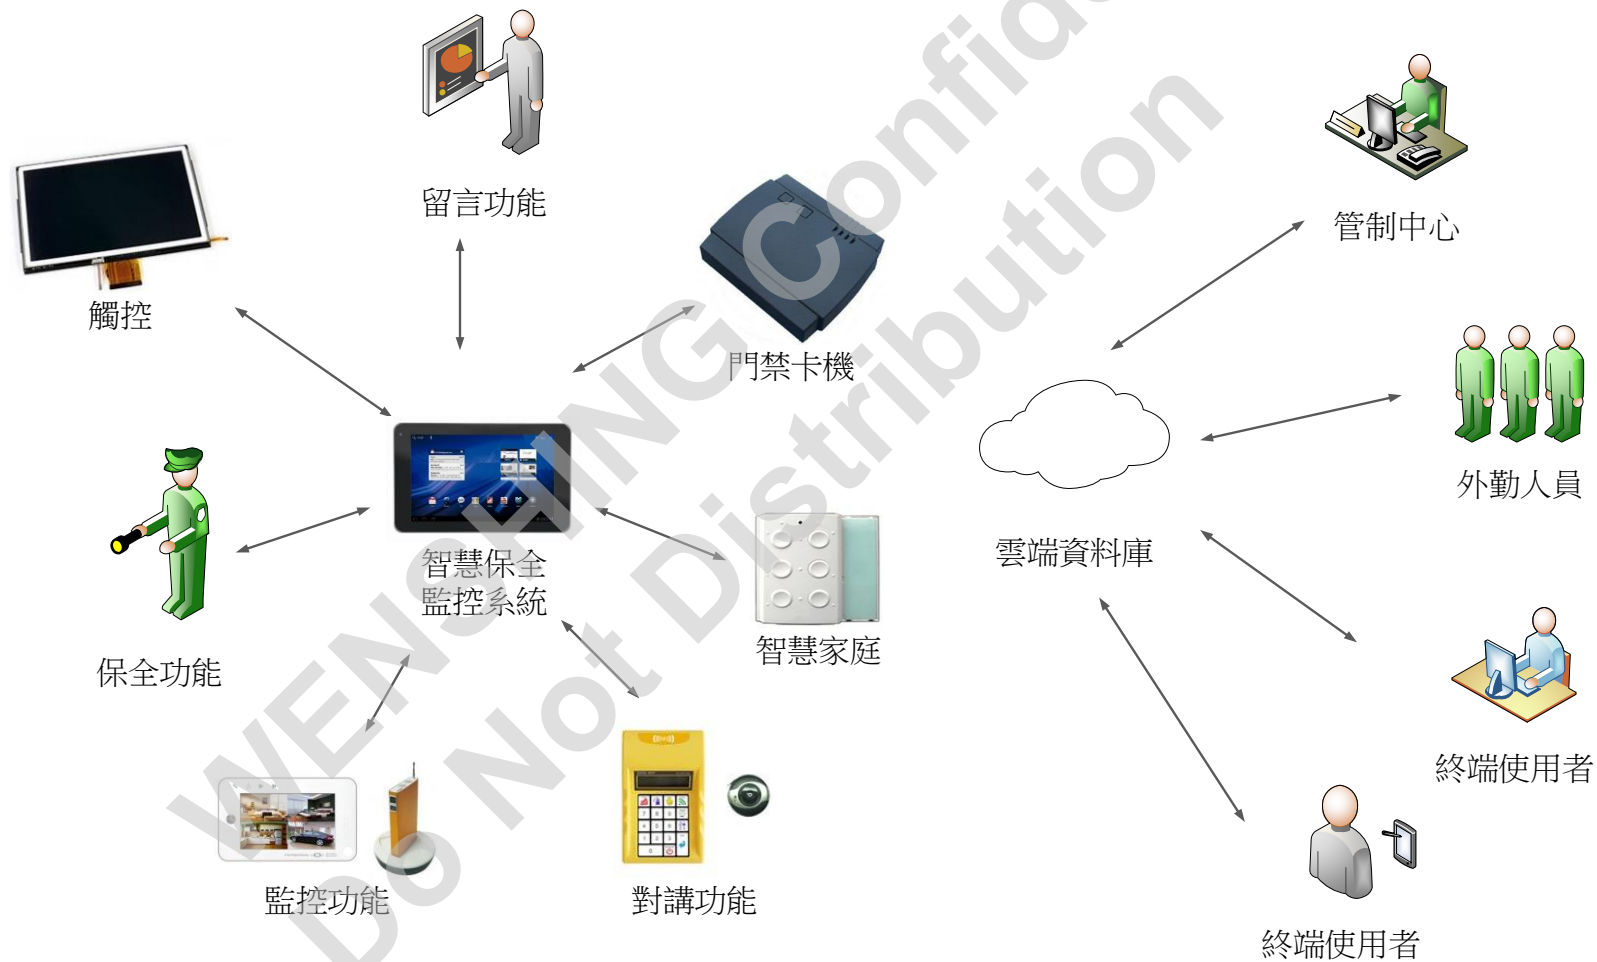 留言功能
管制中心
觸控
門禁卡機
外勤人員
智慧保全
監控系統
雲端資料庫
智慧家庭
保全功能
終端使用者
監控功能
對講功能
終端使用者
WENSHING Confide
Do Not Distribution